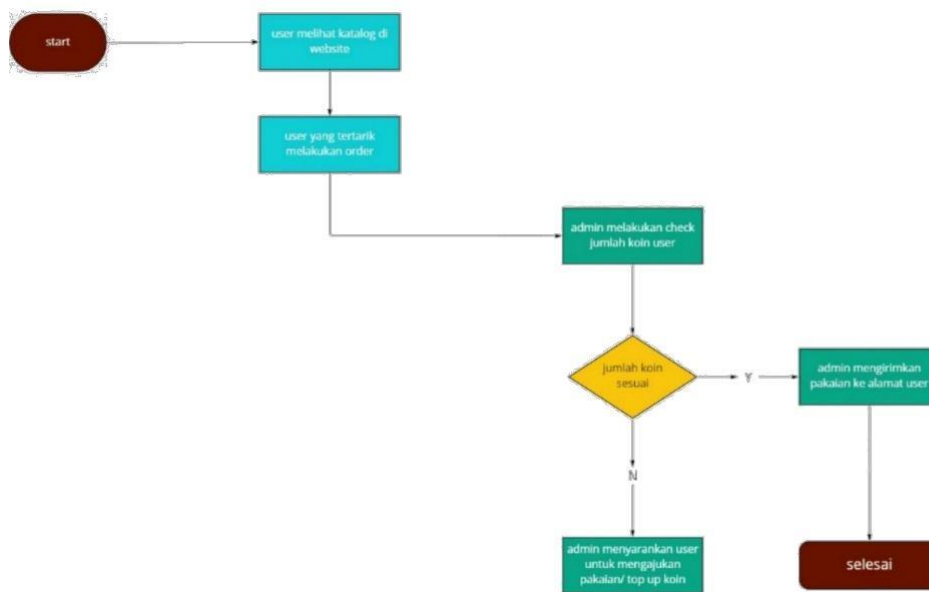 start
user melihat katalog di
website
user yang tertarik
melakukan order
admin melakukan check
jumlah koin user
jumlah koin
sesuai
Y
admin mengirimkan
pakaian ke alamat user
N
admin menyarankan user
untuk mengajukan
pakaian/ top up koin
selesai